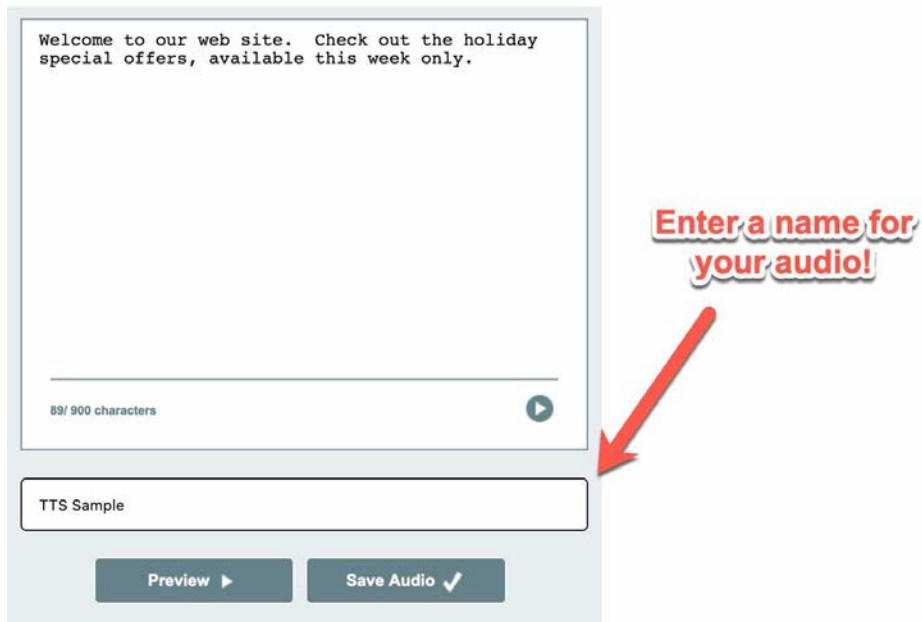 Welcome to our web site.  Check out the holiday
special offers, available this week only.
Enter a name for
your audio!
89/ 900 characters
TTS Sample
Preview
Save Audio